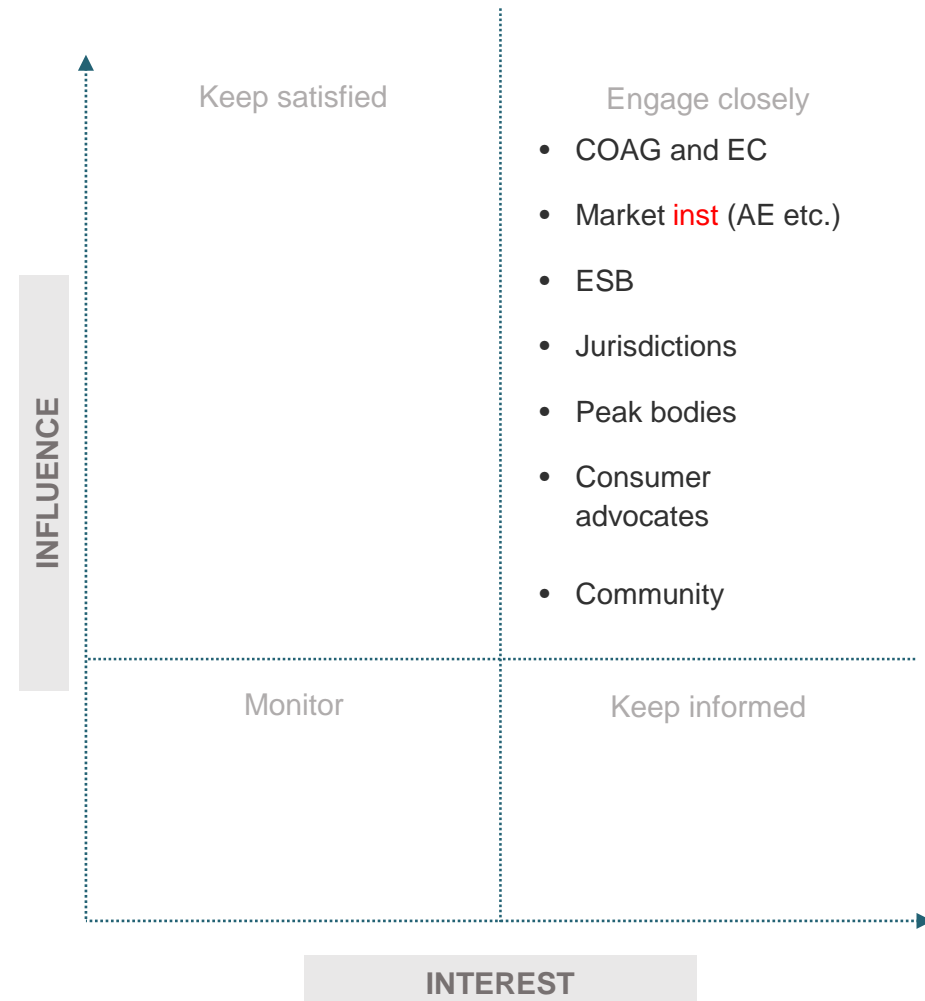 Keep satisfied
Engage closely
• COAG and EC
• Market inst (AE etc.)
• ESB
• Jurisdictions
• Peak bodies
• Consumer
advocates
• Community
INFLUENCE
Monitor
Keep informed
INTEREST